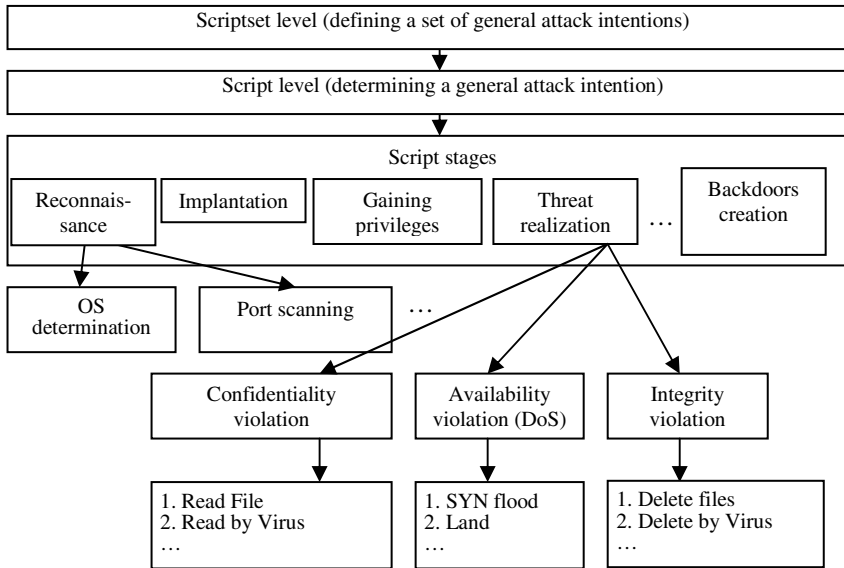 Scriptset level (defining a set of general attack intentions)
Script level (determining a general attack intention)
Script stages
Reconnais-
sance
Implantation
Gaining
privileges
Threat
realization
…
Backdoors
creation
OS
determination
Port scanning
…
Confidentiality
violation
Availability
violation (DoS)
Integrity
violation
1. Read File
2. Read by Virus
…
1. SYN flood
2. Land
…
1. Delete files
2. Delete by Virus
…